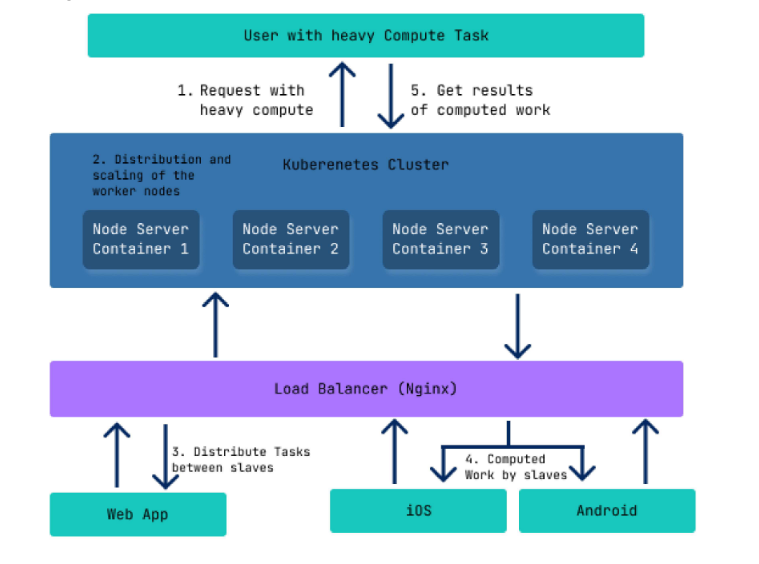 User with heavy Compute Task
1. Request with
heavy compute
5. Get results
of computed work
2. Distribution and
scaling of the
worker nodes
Kuberenetes Cluster
Node Server
Container 1
Node Server
Container 2
Node Server
Container 3
Node Server
Container 4
Load Balancer (Nginx)
3. Distribute Tasks
between slaves
4. Computed
Work by slaves
Web App
iOS
Android